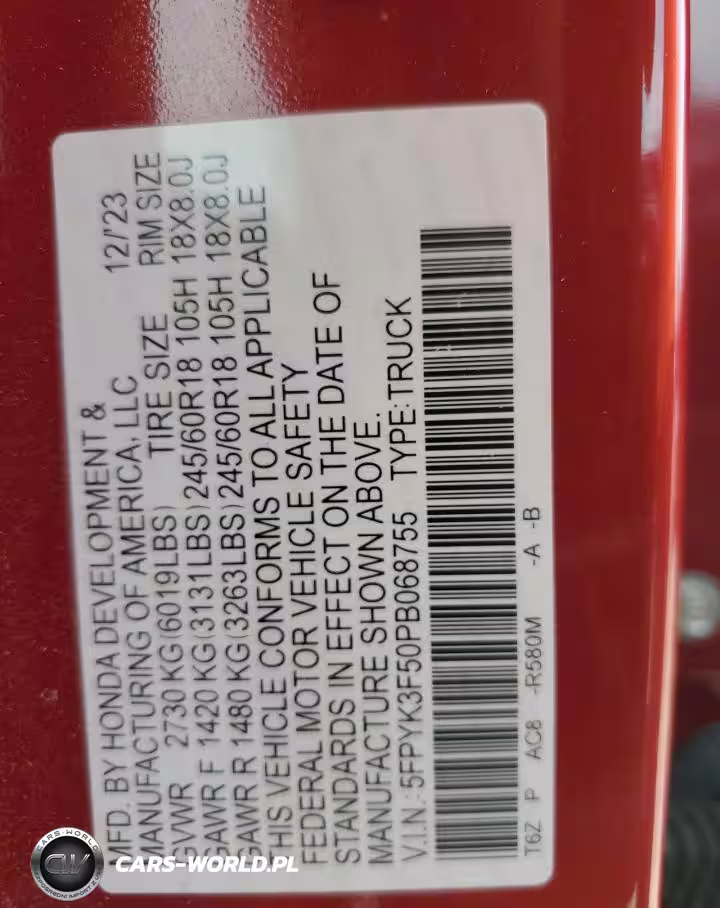 MFD. BY HONDA DEVELOPMENT &
MANUFACTURING OF AMERICA, LLC 12/'23
GVWR 2730 KG (6019LBS) TIRE SIZE RIM SIZE
GAWR F 1420 KG (3131LBS) 245/60R18 105H 18X8.0J
GAWR R 1480 KG (3263LBS) 245/60R18 105H 18X8.0J
THIS VEHICLE CONFORMS TO ALL APPLICABLE
FEDERAL MOTOR VEHICLE SAFETY
STANDARDS IN EFFECT ON THE DATE OF
MANUFACTURE SHOWN ABOVE.
V.I.N.: 5FPYK3F50PB068755 TYPE: TRUCK
T6Z P AC8 -R580M -A -B
CARS-WORLD
CW
CARS-WORLD.PL